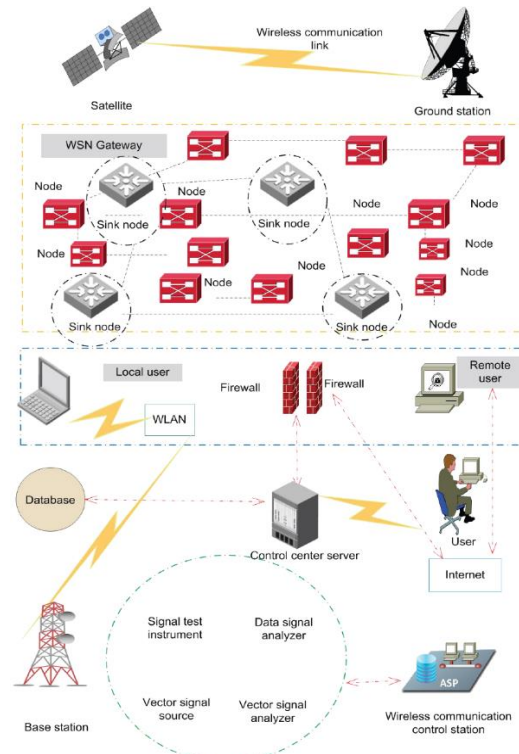 Wireless communication
link
Satellite
Ground station
WSN Gateway
Node
Node
Node
Node
Node
Sink node
Sink node
Node
Node
Node
Node
Node
Node
Sink node
Sink node
Node
Local user
Remote
user
Firewall
Firewall
WLAN
Database
Control center server
User
Internet
Signal test
instrument
Data signal
analyzer
Vector signal
source
Vector signal
analyzer
ASP
Base station
Wireless communication
control station